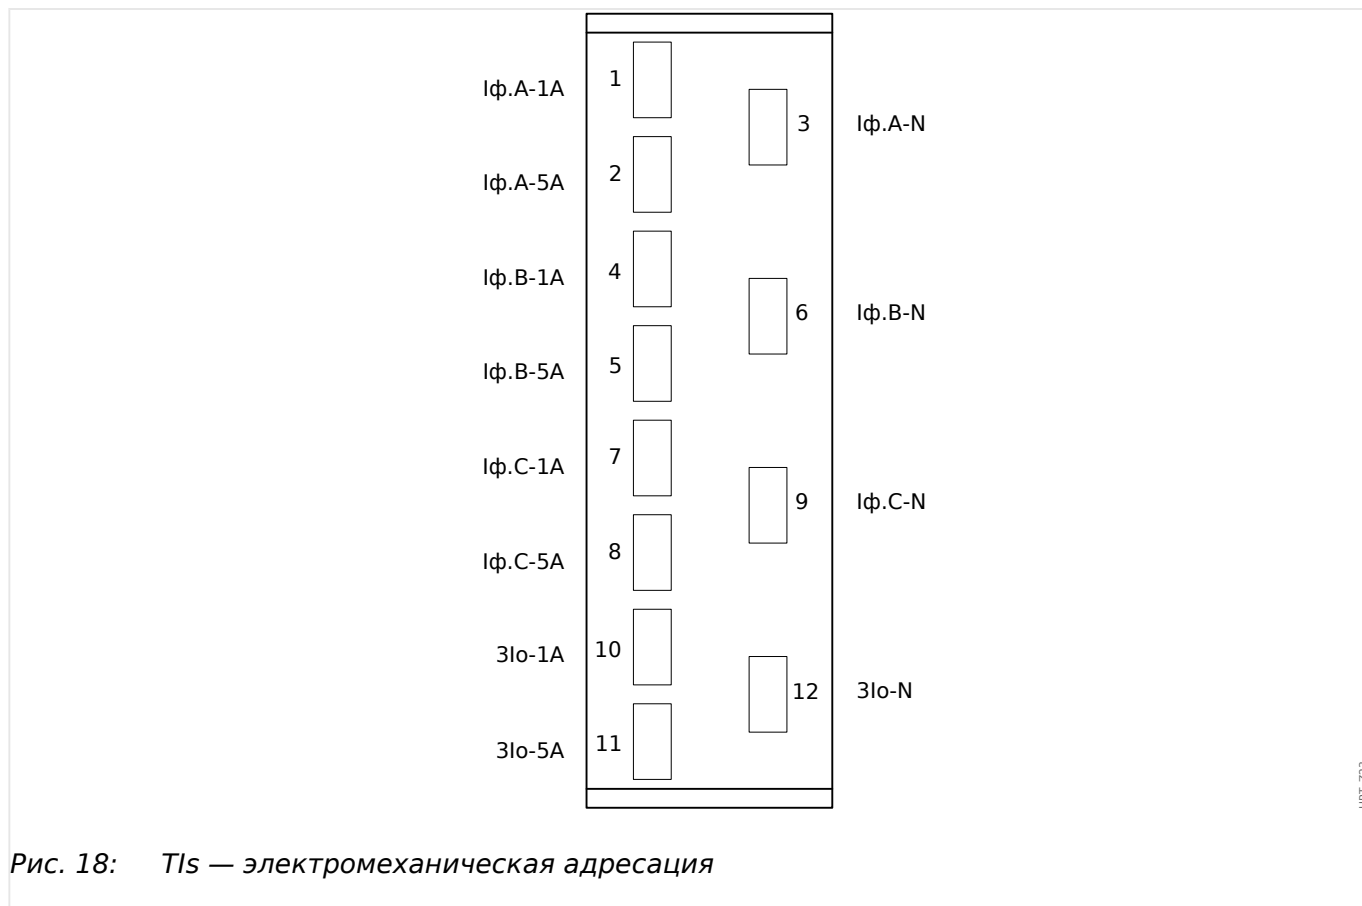 Iф.A-1A 1
3 Iф.A-N
Iф.A-5A 2
Iф.B-1A 4
6 Iф.B-N
Iф.B-5A 5
Iф.C-1A 7
9 Iф.C-N
Iф.C-5A 8
3Io-1A 10
12 3Io-N
3Io-5A 11
Рис. 18: TIs — электромеханическая адресация